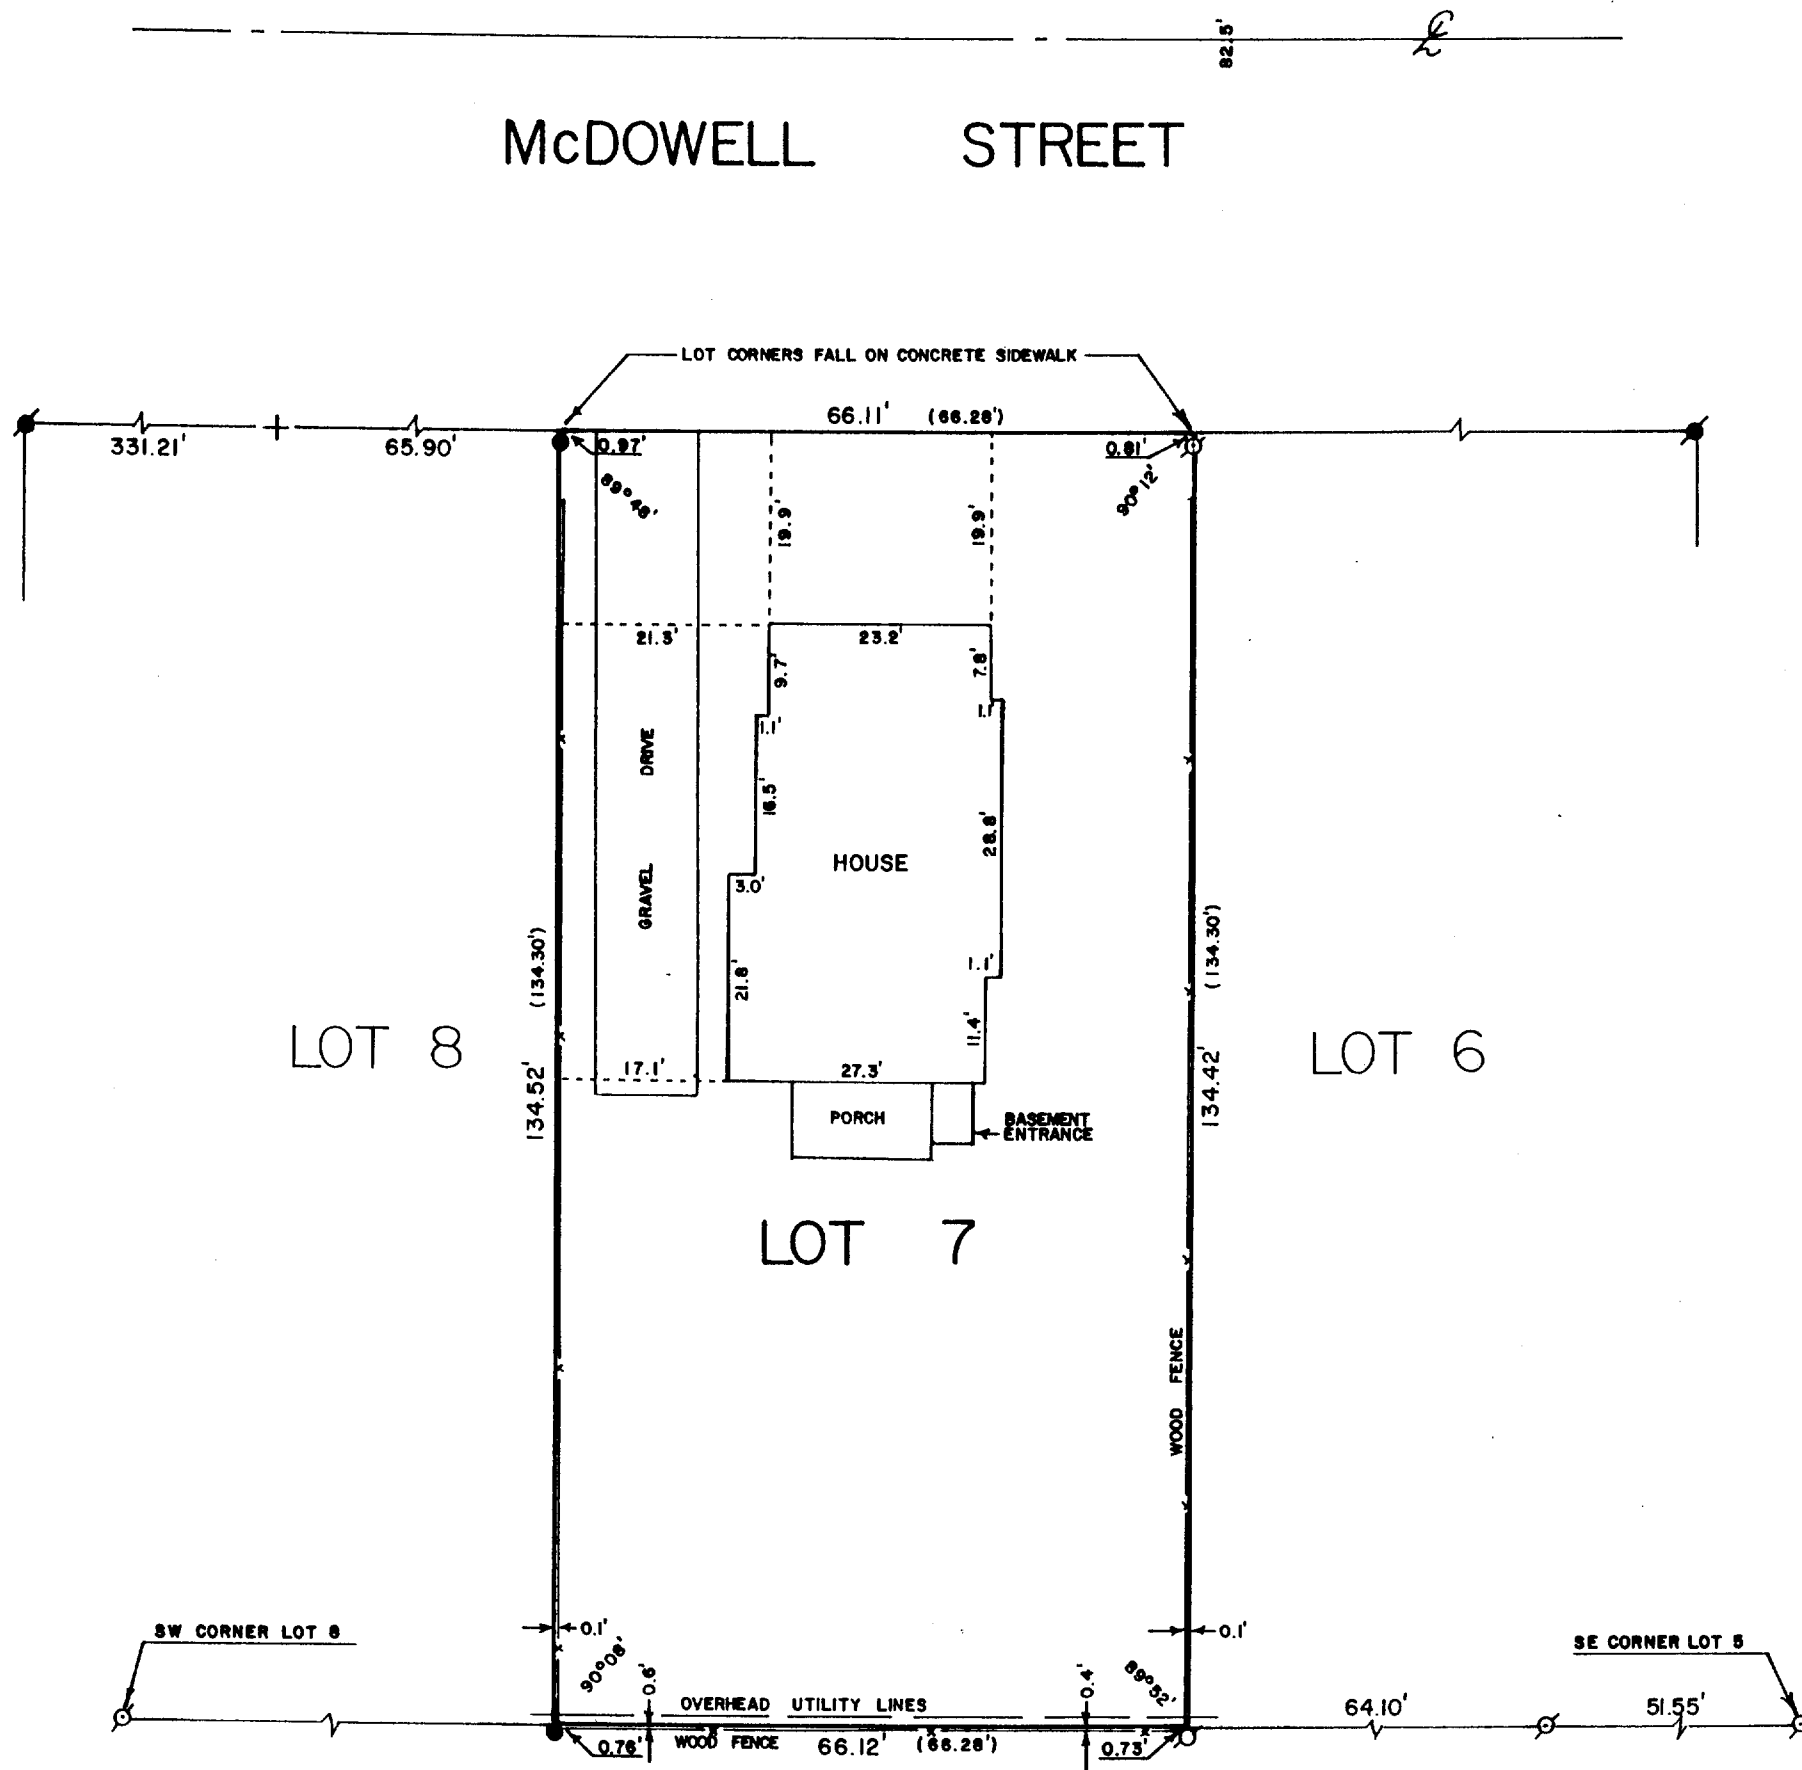 82.5'
℄
McDOWELL STREET
LOT CORNERS FALL ON CONCRETE SIDEWALK
66.11' (66.28')
331.21'
65.90'
0.97'
0.81'
89°48'
90°12'
19.9'
19.9'
21.3'
23.2'
9.7'
7.8'
1.1'
1.1'
GRAVEL DRIVE
16.5'
28.8'
HOUSE
3.0'
21.8'
1.1'
11.4'
134.52' (134.30')
134.42' (134.30')
LOT 8
LOT 6
17.1'
27.3'
PORCH
BASEMENT
ENTRANCE
LOT 7
WOOD FENCE
0.1'
0.1'
SW CORNER LOT 8
SE CORNER LOT 5
90°08'
0.6'
0.4'
89°52'
OVERHEAD UTILITY LINES
64.10'
51.55'
0.76'
WOOD FENCE
66.12' (66.28')
0.73'